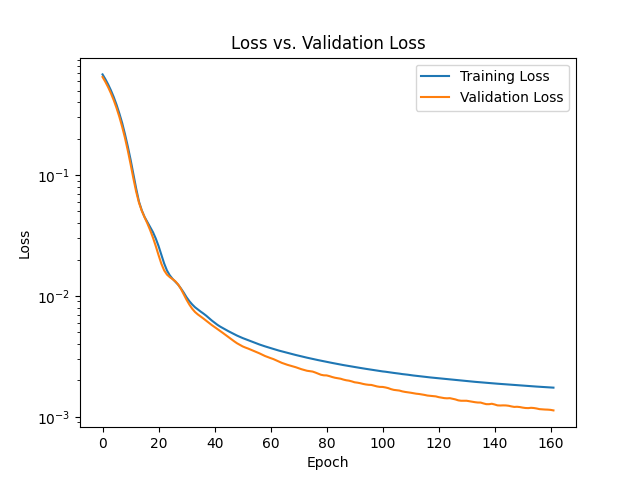 Loss vs. Validation Loss
Training Loss
Validation Loss
10⁻¹
10⁻²
10⁻³
Loss
0 20 40 60 80 100 120 140 160
Epoch